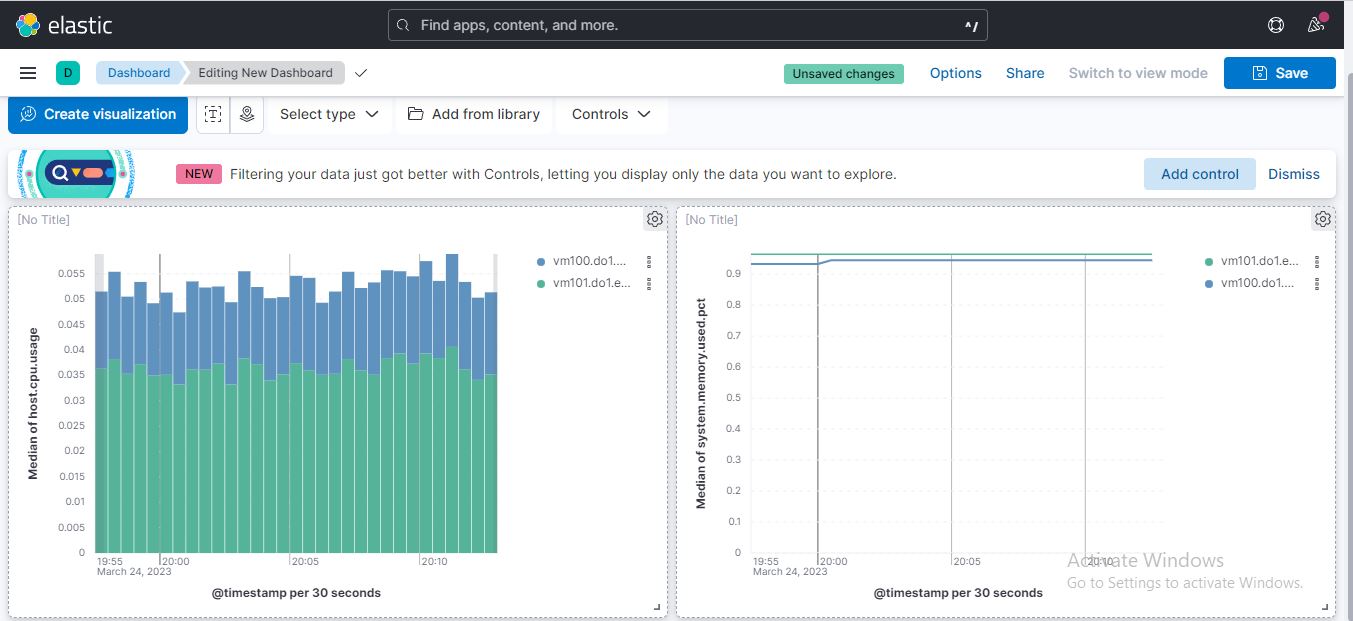 elastic
Find apps, content, and more.
^/
D
Dashboard
Editing New Dashboard
Unsaved changes
Options
Share
Switch to view mode
Save
Create visualization
Select type
Add from library
Controls
NEW
Filtering your data just got better with Controls, letting you display only the data you want to explore.
Add control
Dismiss
[No Title]
Median of host.cpu.usage
0.055
0.05
0.045
0.04
0.035
0.03
0.025
0.02
0.015
0.01
0.005
0
19:55
20:00
20:05
20:10
March 24, 2023
@timestamp per 30 seconds
vm100.do1....
vm101.do1.e...
[No Title]
Median of system.memory.used.pct
0.9
0.8
0.7
0.6
0.5
0.4
0.3
0.2
0.1
0
19:55
20:00
20:05
20:10
March 24, 2023
@timestamp per 30 seconds
vm101.do1.e...
vm100.do1....
Activate Windows
Go to Settings to activate Windows.